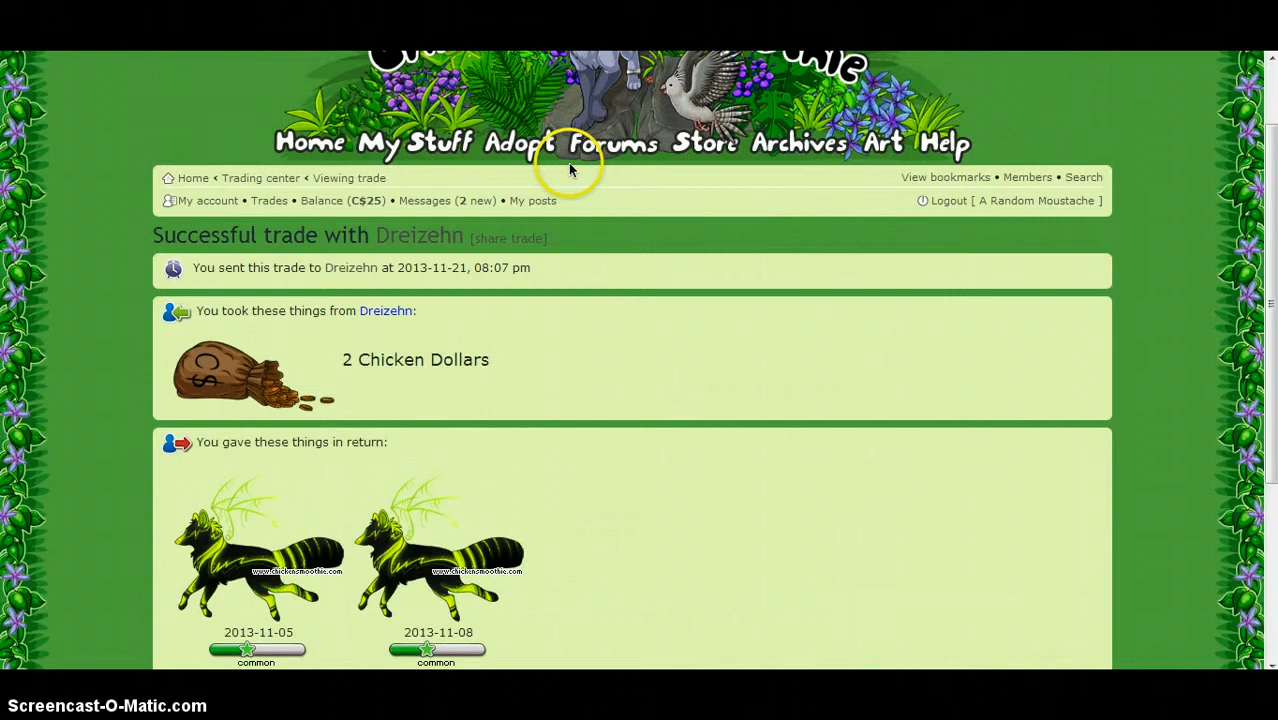 Home My Stuff Adopt Forums Store Archives Art Help
Home ‹ Trading center ‹ Viewing trade
View bookmarks • Members • Search
My account • Trades • Balance (C$25) • Messages (2 new) • My posts
Logout [ A Random Moustache ]
Successful trade with Dreizehn [share trade]
You sent this trade to Dreizehn at 2013-11-21, 08:07 pm
You took these things from Dreizehn:
C$
2 Chicken Dollars
You gave these things in return:
www.chickensmoothie.com www.chickensmoothie.com
2013-11-05 2013-11-08
common common
Screencast-O-Matic.com